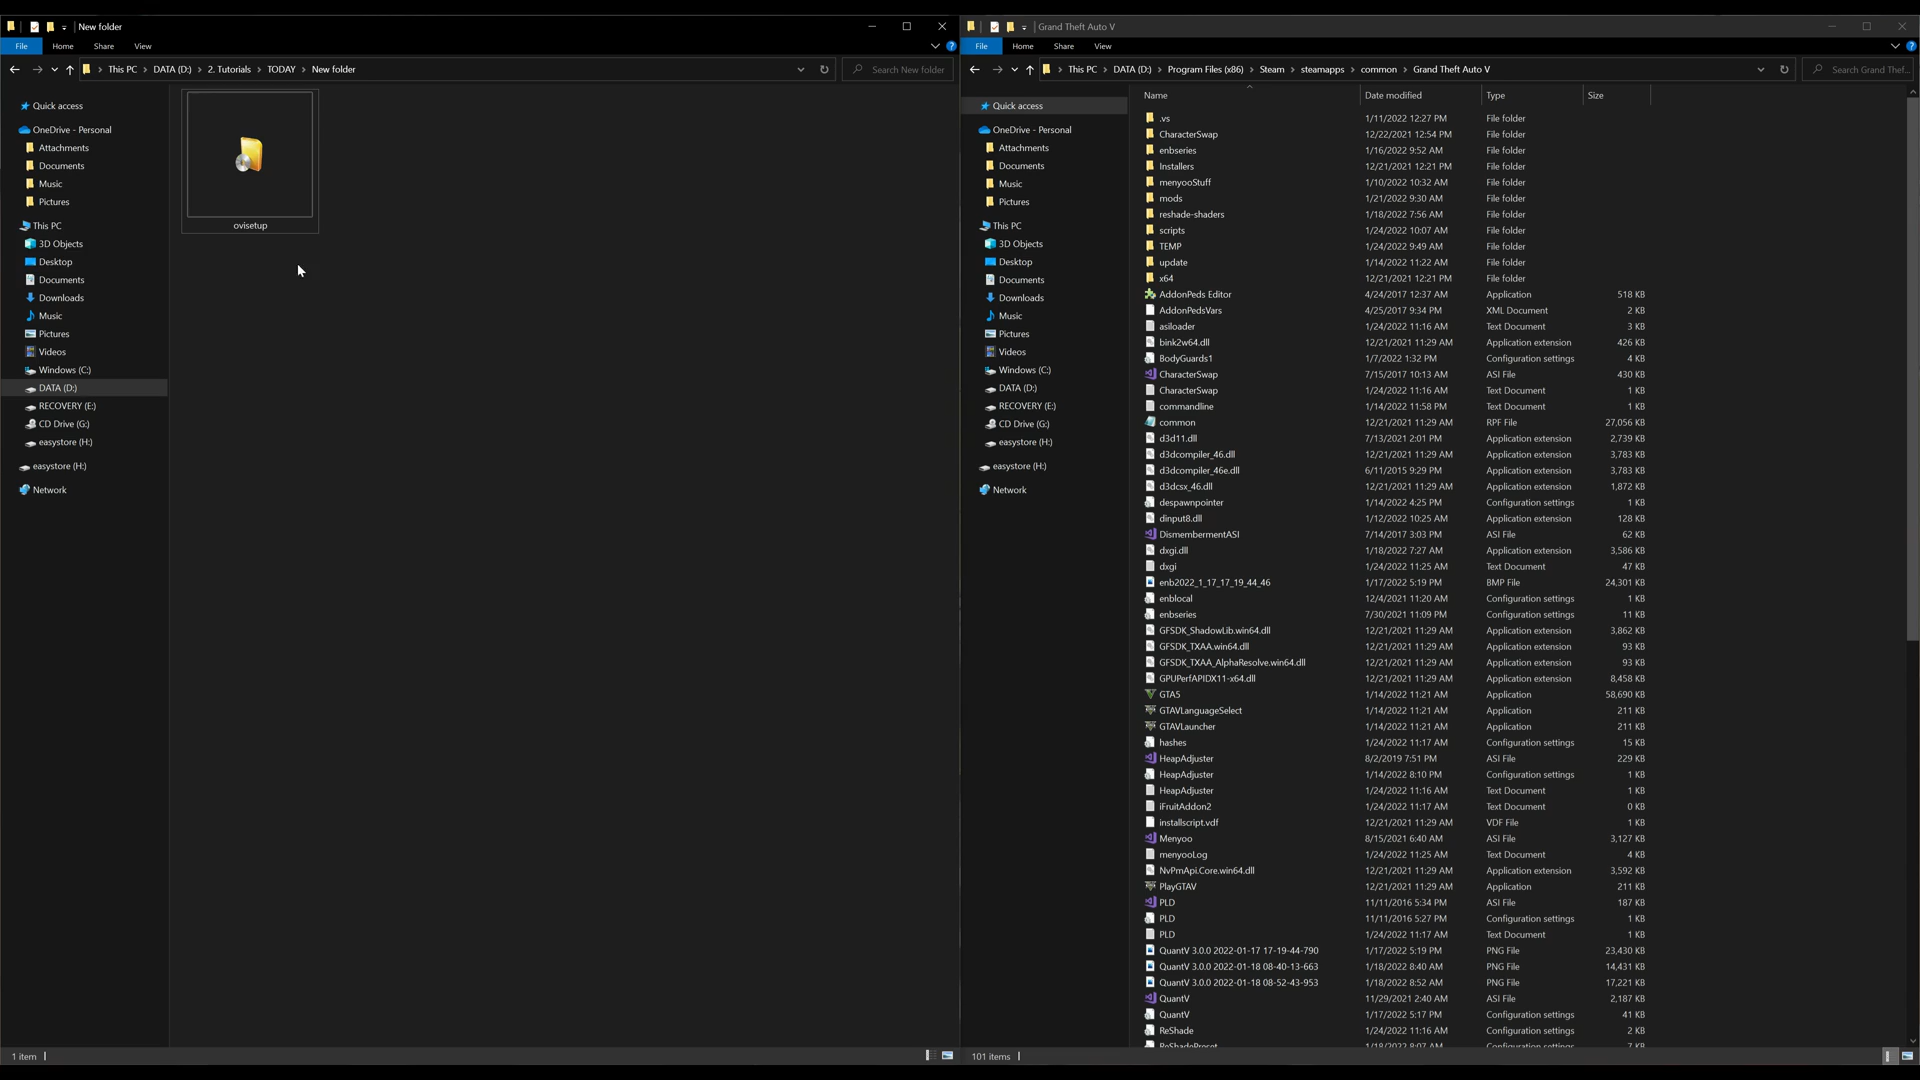 New folder
File Home Share View
This PC > DATA (D:) > 2. Tutorials > TODAY > New folder
Search New folder
Quick access
OneDrive - Personal
Attachments
Documents
Music
Pictures
This PC
3D Objects
Desktop
Documents
Downloads
Music
Pictures
Videos
Windows (C:)
DATA (D:)
RECOVERY (E:)
CD Drive (G:)
easystore (H:)
easystore (H:)
Network
ovisetup
1 item
Grand Theft Auto V
File Home Share View
This PC > DATA (D:) > Program Files (x86) > Steam > steamapps > common > Grand Theft Auto V
Search Grand Thef...
Quick access
OneDrive - Personal
Attachments
Documents
Music
Pictures
This PC
3D Objects
Desktop
Documents
Downloads
Music
Pictures
Videos
Windows (C:)
DATA (D:)
RECOVERY (E:)
CD Drive (G:)
easystore (H:)
easystore (H:)
Network
Name Date modified Type Size
.vs 1/11/2022 12:27 PM File folder
CharacterSwap 12/22/2021 12:54 PM File folder
enbseries 1/16/2022 9:52 AM File folder
Installers 12/21/2021 12:21 PM File folder
menyooStuff 1/10/2022 10:32 AM File folder
mods 1/21/2022 9:30 AM File folder
reshade-shaders 1/18/2022 7:56 AM File folder
scripts 1/24/2022 10:07 AM File folder
TEMP 1/24/2022 9:49 AM File folder
update 1/14/2022 11:22 AM File folder
x64 12/21/2021 12:21 PM File folder
AddonPeds Editor 4/24/2017 12:37 AM Application 518 KB
AddonPedsVars 4/25/2017 9:34 PM XML Document 2 KB
asiloader 1/24/2022 11:16 AM Text Document 3 KB
bink2w64.dll 12/21/2021 11:29 AM Application extension 426 KB
BodyGuards1 1/7/2022 1:32 PM Configuration settings 4 KB
CharacterSwap 7/15/2017 10:13 AM ASI File 430 KB
CharacterSwap 1/24/2022 11:16 AM Text Document 1 KB
commandline 1/14/2022 11:58 PM Text Document 1 KB
common 12/21/2021 11:29 AM RPF File 27,056 KB
d3d11.dll 7/13/2021 2:01 PM Application extension 2,739 KB
d3dcompiler_46.dll 12/21/2021 11:29 AM Application extension 3,783 KB
d3dcompiler_46e.dll 6/11/2015 9:29 PM Application extension 3,783 KB
d3dcsx_46.dll 12/21/2021 11:29 AM Application extension 1,872 KB
despawnpointer 1/14/2022 4:25 PM Configuration settings 1 KB
dinput8.dll 1/12/2022 10:25 AM Application extension 128 KB
DismembermentASI 7/14/2017 3:03 PM ASI File 62 KB
dxgi.dll 1/18/2022 7:27 AM Application extension 3,586 KB
dxgi 1/24/2022 11:25 AM Text Document 47 KB
enb2022_1_17_17_19_44_46 1/17/2022 5:19 PM BMP File 24,301 KB
enblocal 12/4/2021 11:20 AM Configuration settings 1 KB
enbseries 7/30/2021 11:09 PM Configuration settings 11 KB
GFSDK_ShadowLib.win64.dll 12/21/2021 11:29 AM Application extension 3,862 KB
GFSDK_TXAA.win64.dll 12/21/2021 11:29 AM Application extension 93 KB
GFSDK_TXAA_AlphaResolve.win64.dll 12/21/2021 11:29 AM Application extension 93 KB
GPUPerfAPIDX11-x64.dll 12/21/2021 11:29 AM Application extension 8,458 KB
GTA5 1/14/2022 11:21 AM Application 58,690 KB
GTAVLanguageSelect 1/14/2022 11:21 AM Application 211 KB
GTAVLauncher 1/14/2022 11:21 AM Application 211 KB
hashes 1/24/2022 11:17 AM Configuration settings 15 KB
HeapAdjuster 8/2/2019 7:51 PM ASI File 229 KB
HeapAdjuster 1/14/2022 8:10 PM Configuration settings 1 KB
HeapAdjuster 1/24/2022 11:16 AM Text Document 1 KB
iFruitAddon2 1/24/2022 11:17 AM Text Document 0 KB
installscript.vdf 12/21/2021 11:29 AM VDF File 1 KB
Menyoo 8/15/2021 6:40 AM ASI File 3,127 KB
menyooLog 1/24/2022 11:25 AM Text Document 4 KB
NvPmApi.Core.win64.dll 12/21/2021 11:29 AM Application extension 3,592 KB
PlayGTAV 12/21/2021 11:29 AM Application 211 KB
PLD 11/11/2016 5:34 PM ASI File 187 KB
PLD 11/11/2016 5:27 PM Configuration settings 1 KB
PLD 1/24/2022 11:17 AM Text Document 1 KB
QuantV 3.0.0 2022-01-17 17-19-44-790 1/17/2022 5:19 PM PNG File 23,430 KB
QuantV 3.0.0 2022-01-18 08-40-13-663 1/18/2022 8:40 AM PNG File 14,431 KB
QuantV 3.0.0 2022-01-18 08-52-43-953 1/18/2022 8:52 AM PNG File 17,221 KB
QuantV 11/29/2021 2:40 AM ASI File 2,187 KB
QuantV 1/17/2022 5:17 PM Configuration settings 41 KB
ReShade 1/24/2022 11:16 AM Configuration settings 2 KB
ReShadePreset 1/18/2022 8:07 AM Configuration settings 7 KB
101 items